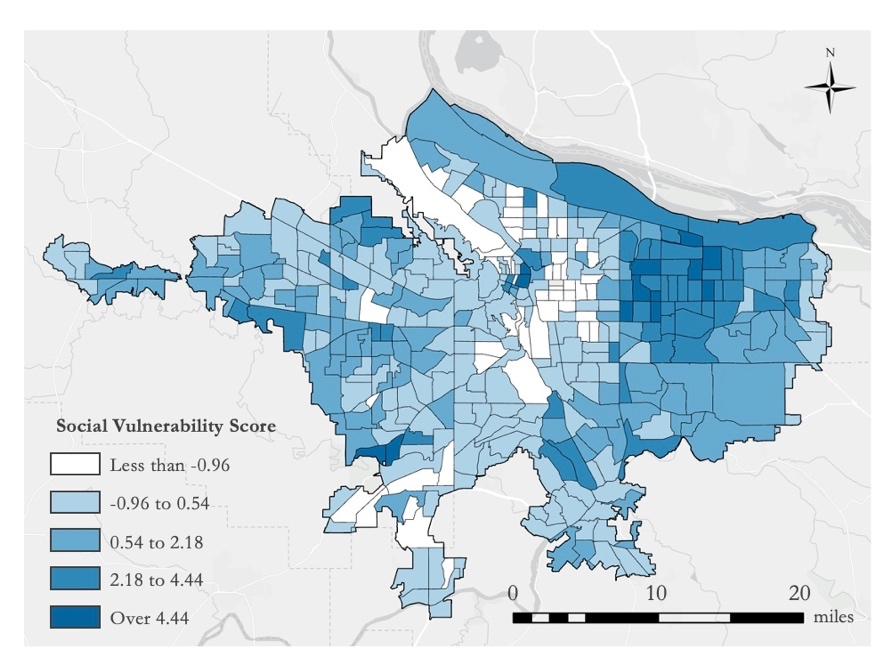 N
Social Vulnerability Score
Less than -0.96
-0.96 to 0.54
0.54 to 2.18
2.18 to 4.44
Over 4.44
0 10 20
miles